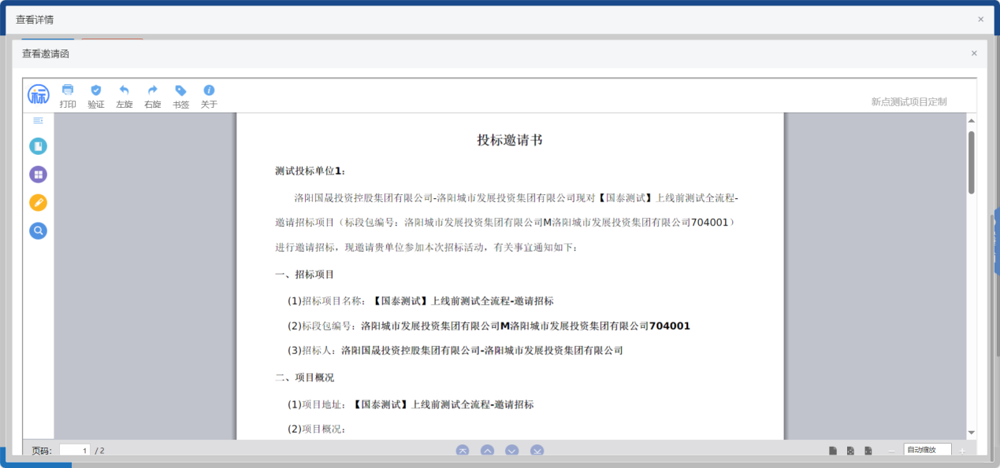 查看详情
×
查看邀请函
×
标
打印 验证 左旋 右旋 书签 关于
新点测试项目定制
投标邀请书
测试投标单位1：
洛阳国晟投资控股集团有限公司-洛阳城市发展投资集团有限公司现对【国泰测试】上线前测试全流程-
邀请招标项目（标段包编号：洛阳城市发展投资集团有限公司M洛阳城市发展投资集团有限公司704001）
进行邀请招标，现邀请贵单位参加本次招标活动，有关事宜通知如下：
一、招标项目
(1)招标项目名称：【国泰测试】上线前测试全流程-邀请招标
(2)标段包编号：洛阳城市发展投资集团有限公司M洛阳城市发展投资集团有限公司704001
(3)招标人：洛阳国晟投资控股集团有限公司-洛阳城市发展投资集团有限公司
二、项目概况
(1)项目地址：【国泰测试】上线前测试全流程-邀请招标
(2)项目概况：
页码： 1 / 2
自动缩放